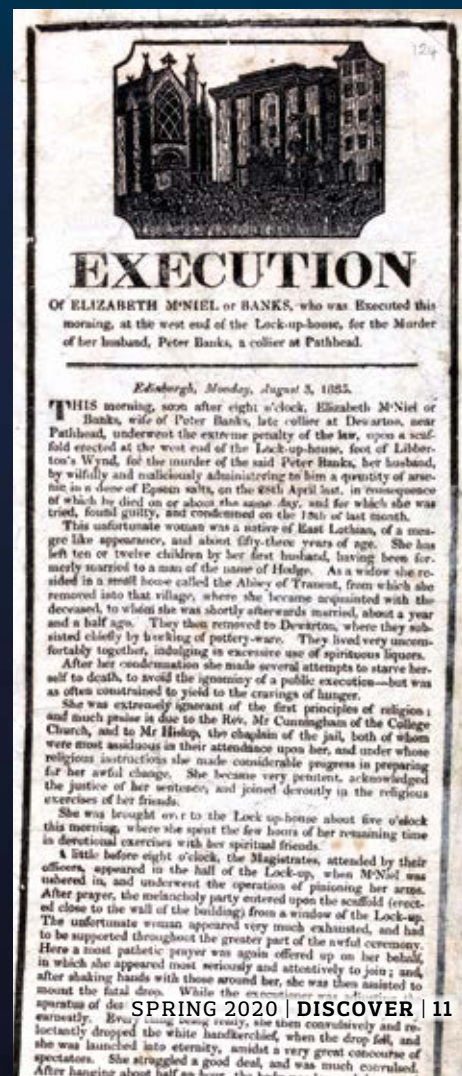 124
EXECUTION
Of ELIZABETH M'NIEL or BANKS, who was Executed this
morning, at the west end of the Lock-up-house, for the Murder
of her husband, Peter Banks, a collier at Pathhead.
Edinburgh, Monday, August 3, 1835.
THIS morning, soon after eight o'clock, Elizabeth M'Niel or
Banks, wife of Peter Banks, late collier at Dewarton, near
Pathhead, underwent the extreme penalty of the law, upon a scaf-
fold erected at the west end of the Lock-up-house, foot of Libber-
ton's Wynd, for the murder of the said Peter Banks, her husband,
by wilfully and maliciously administering to him a quantity of arse-
nic in a dose of Epsom salts, on the 28th April last, in consequence
of which he died on or about the same day, and for which she was
tried, found guilty, and condemned on the 13th of last month.
This unfortunate woman was a native of East Lothian, of a mea-
gre like appearance, and about fifty-three years of age. She has
left ten or twelve children by her first husband, having been for-
merly married to a man of the name of Hodge. As a widow she re-
sided in a small house called the Abbey of Tranent, from which she
removed into that village, where she became acquainted with the
deceased, to whom she was shortly afterwards married, about a year
and a half ago. They then removed to Dewarton, where they sub-
sisted chiefly by hawking of pottery-ware. They lived very uncom-
fortably together, indulging in excessive use of spirituous liquors.
After her condemnation she made several attempts to starve her-
self to death, to avoid the ignominy of a public execution—but was
as often constrained to yield to the cravings of hunger.
She was extremely ignorant of the first principles of religion;
and much praise is due to the Rev. Mr Cunningham of the College
Church, and to Mr Hislop, the chaplain of the jail, both of whom
were most assiduous in their attendance upon her, and under whose
religious instructions she made considerable progress in preparing
for her awful change. She became very penitent, acknowledged
the justice of her sentence, and joined devoutly in the religious
exercises of her friends.
She was brought over to the Lock up-house about five o'clock
this morning, where she spent the few hours of her remaining time
in devotional exercises with her spiritual friends.
A little before eight o'clock, the Magistrates, attended by their
officers, appeared in the hall of the Lock-up, when M'Niel was
ushered in, and underwent the operation of pinioning her arms.
After prayer, the melancholy party entered upon the scaffold (erect-
ed close to the wall of the building) from a window of the Lock-up.
The unfortunate woman appeared very much exhausted, and had
to be supported throughout the greater part of the awful ceremony.
Here a most pathetic prayer was again offered up on her behalf,
in which she appeared most seriously and attentively to join; and,
after shaking hands with those around her, she was then assisted to
mount the fatal drop. While the executioner was
apparatus of
earnestly. being ready, she then convulsively and re-
luctantly dropped the white handkerchief, when the drop fell, and
she was launched into eternity, amidst a very great concourse of
spectators. She struggled a good deal, and was much convulsed.
After hanging about half an hour, the
SPRING 2020 | DISCOVER | 11